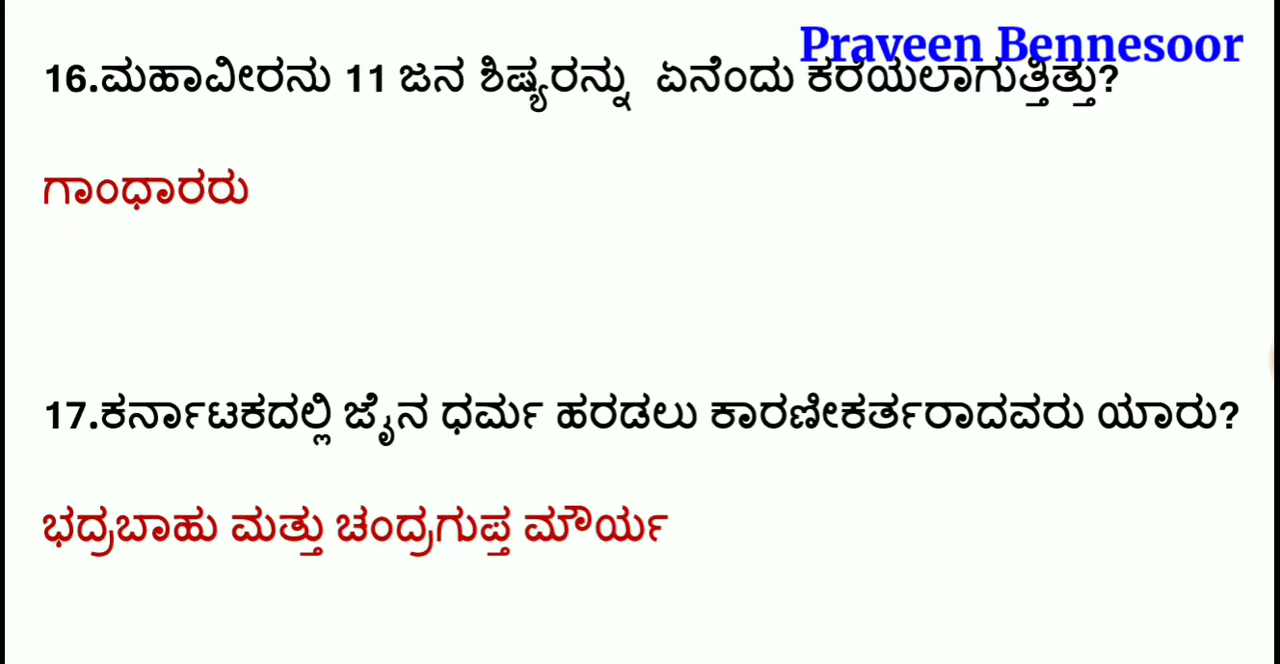 Praveen Bennesoor
16.ಮಹಾವೀರನು 11 ಜನ ಶಿಷ್ಯರನ್ನು ಏನೆಂದು ಕರೆಯಲಾಗುತ್ತಿತ್ತು?
ಗಾಂಧಾರರು
17.ಕರ್ನಾಟಕದಲ್ಲಿ ಜೈನ ಧರ್ಮ ಹರಡಲು ಕಾರಣೀಕರ್ತರಾದವರು ಯಾರು?
ಭದ್ರಬಾಹು ಮತ್ತು ಚಂದ್ರಗುಪ್ತ ಮೌರ್ಯ